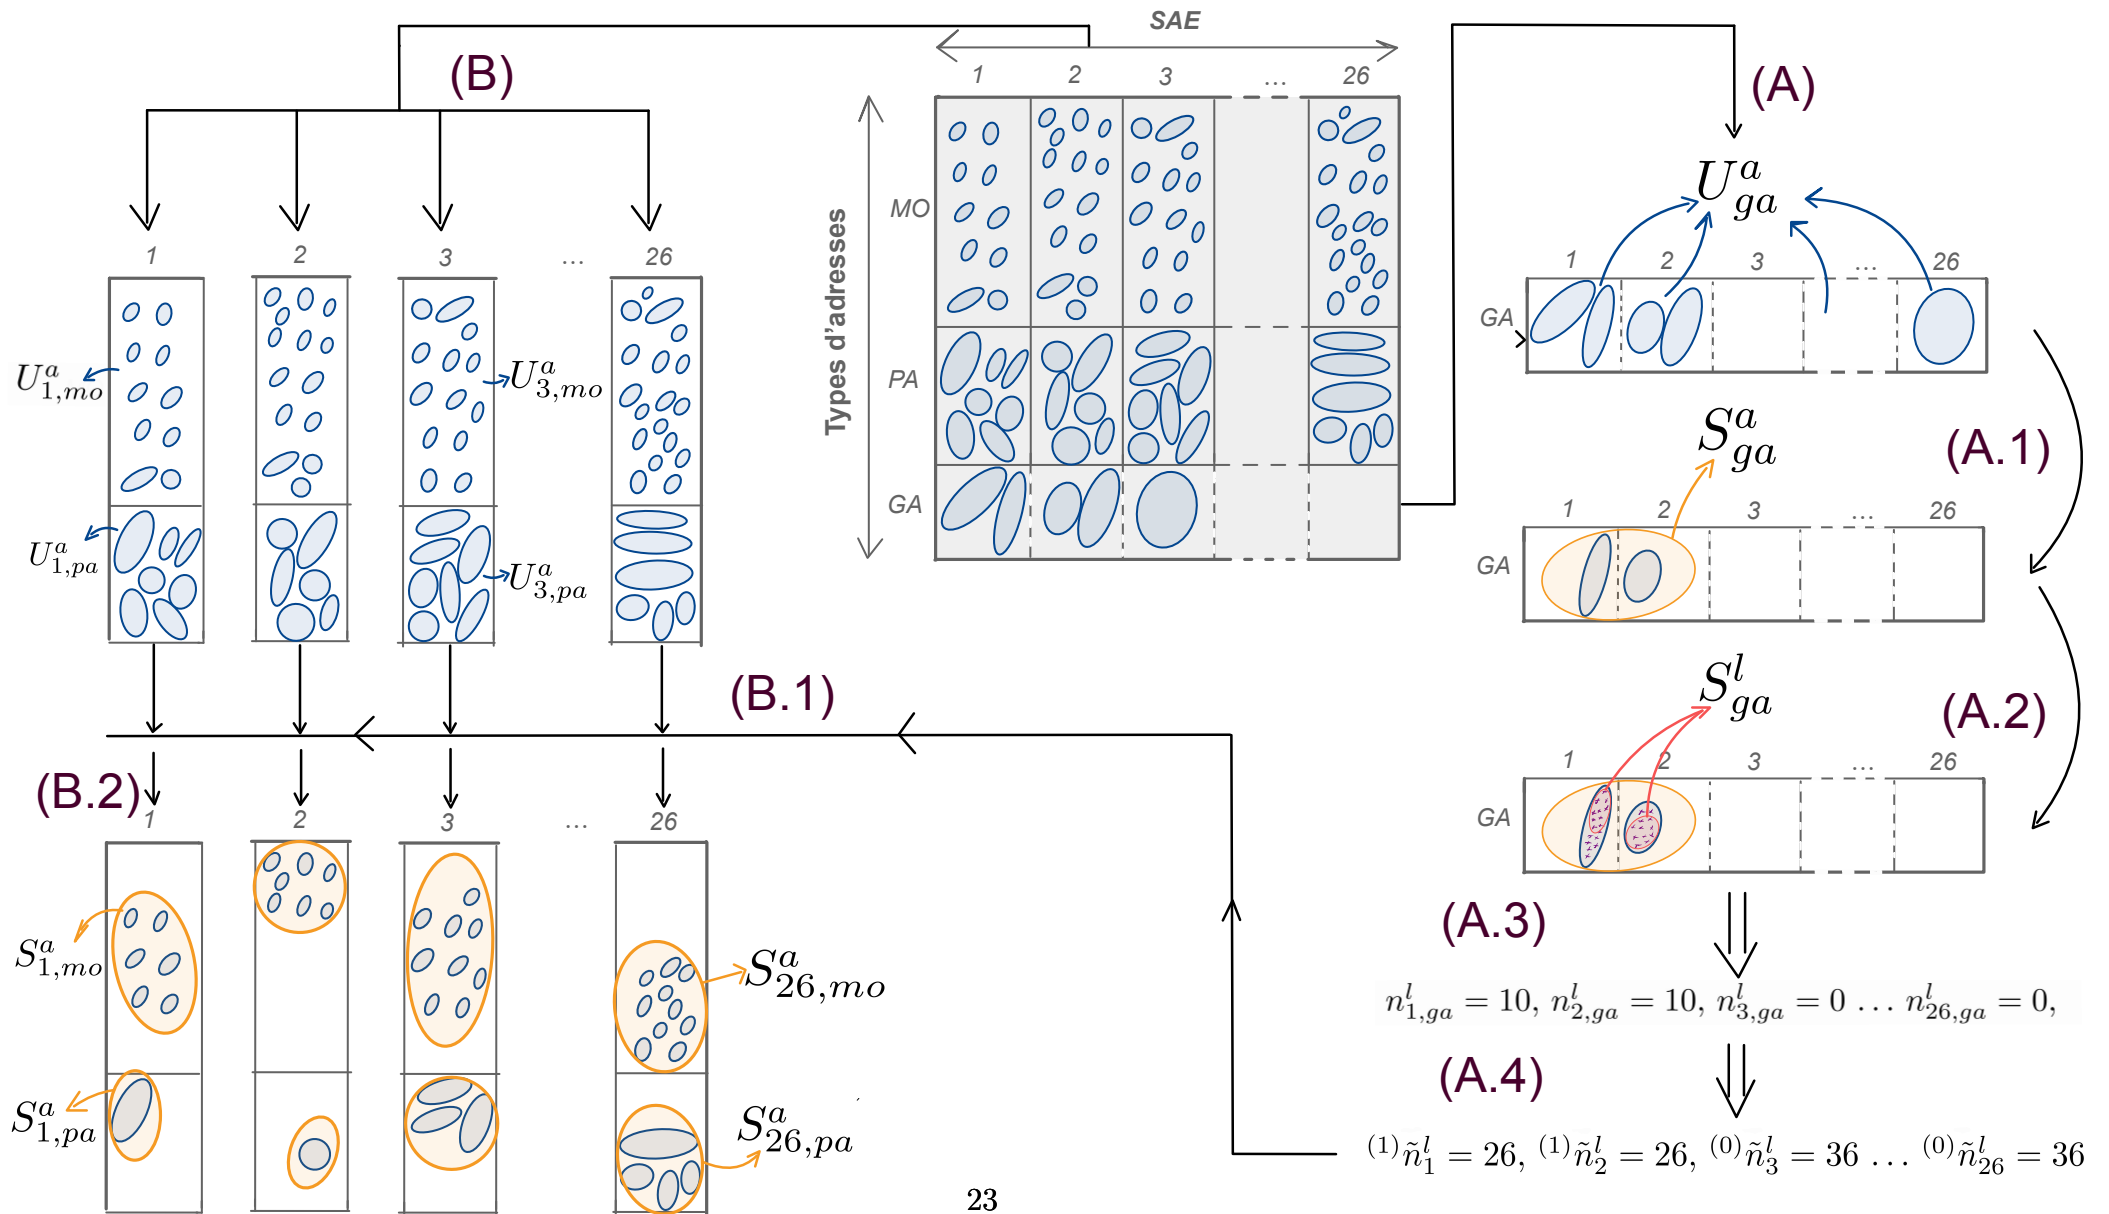 SAE
1 2 3 ... 26
Types d'adresses
MO
PA
GA
(B)
1 2 3 ... 26
U^a_{1,mo}
U^a_{3,mo}
U^a_{1,pa}
U^a_{3,pa}
(B.1)
(B.2)
1 2 3 ... 26
S^a_{1,mo}
S^a_{26,mo}
S^a_{1,pa}
S^a_{26,pa}
(A)
U^a_{ga}
1 2 3 ... 26
GA
S^a_{ga}
(A.1)
1 2 3 ... 26
GA
S^l_{ga}
(A.2)
1 2 3 ... 26
GA
(A.3)
n^l_{1,ga} = 10, n^l_{2,ga} = 10, n^l_{3,ga} = 0 ... n^l_{26,ga} = 0,
(A.4)
^{(1)}ñ^l_1 = 26, ^{(1)}ñ^l_2 = 26, ^{(0)}ñ^l_3 = 36 ... ^{(0)}ñ^l_{26} = 36
23